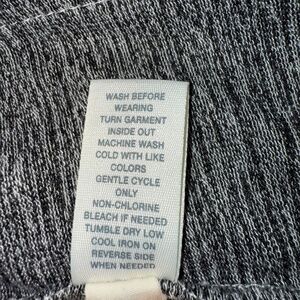 WASH BEFORE
WEARING
TURN GARMENT
INSIDE OUT
MACHINE WASH
COLD WITH LIKE
COLORS
GENTLE CYCLE
ONLY
NON-CHLORINE
BLEACH IF NEEDED
TUMBLE DRY LOW
COOL IRON ON
REVERSE SIDE
WHEN NEEDED